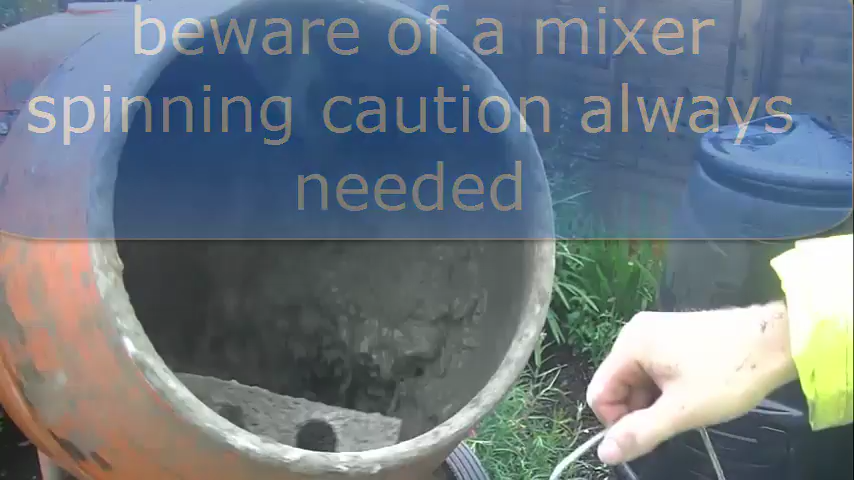 beware of a mixer
spinning caution always
needed